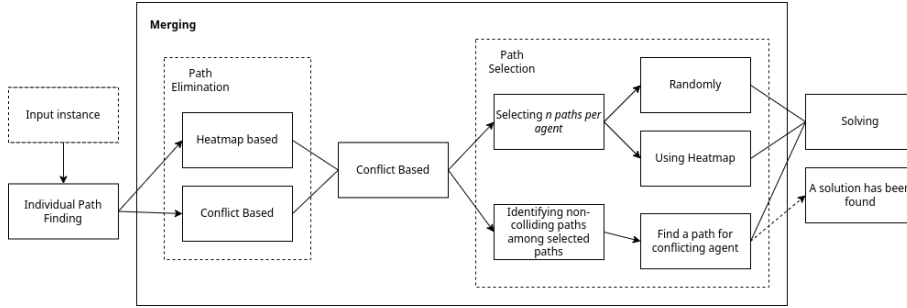 Merging
Path
Elimination
Path
Selection
Input instance
Individual Path
Finding
Heatmap based
Conflict Based
Conflict Based
Selecting n paths per
agent
Randomly
Using Heatmap
Identifying non-
colliding paths
among selected
paths
Find a path for
conflicting agent
Solving
A solution has been
found